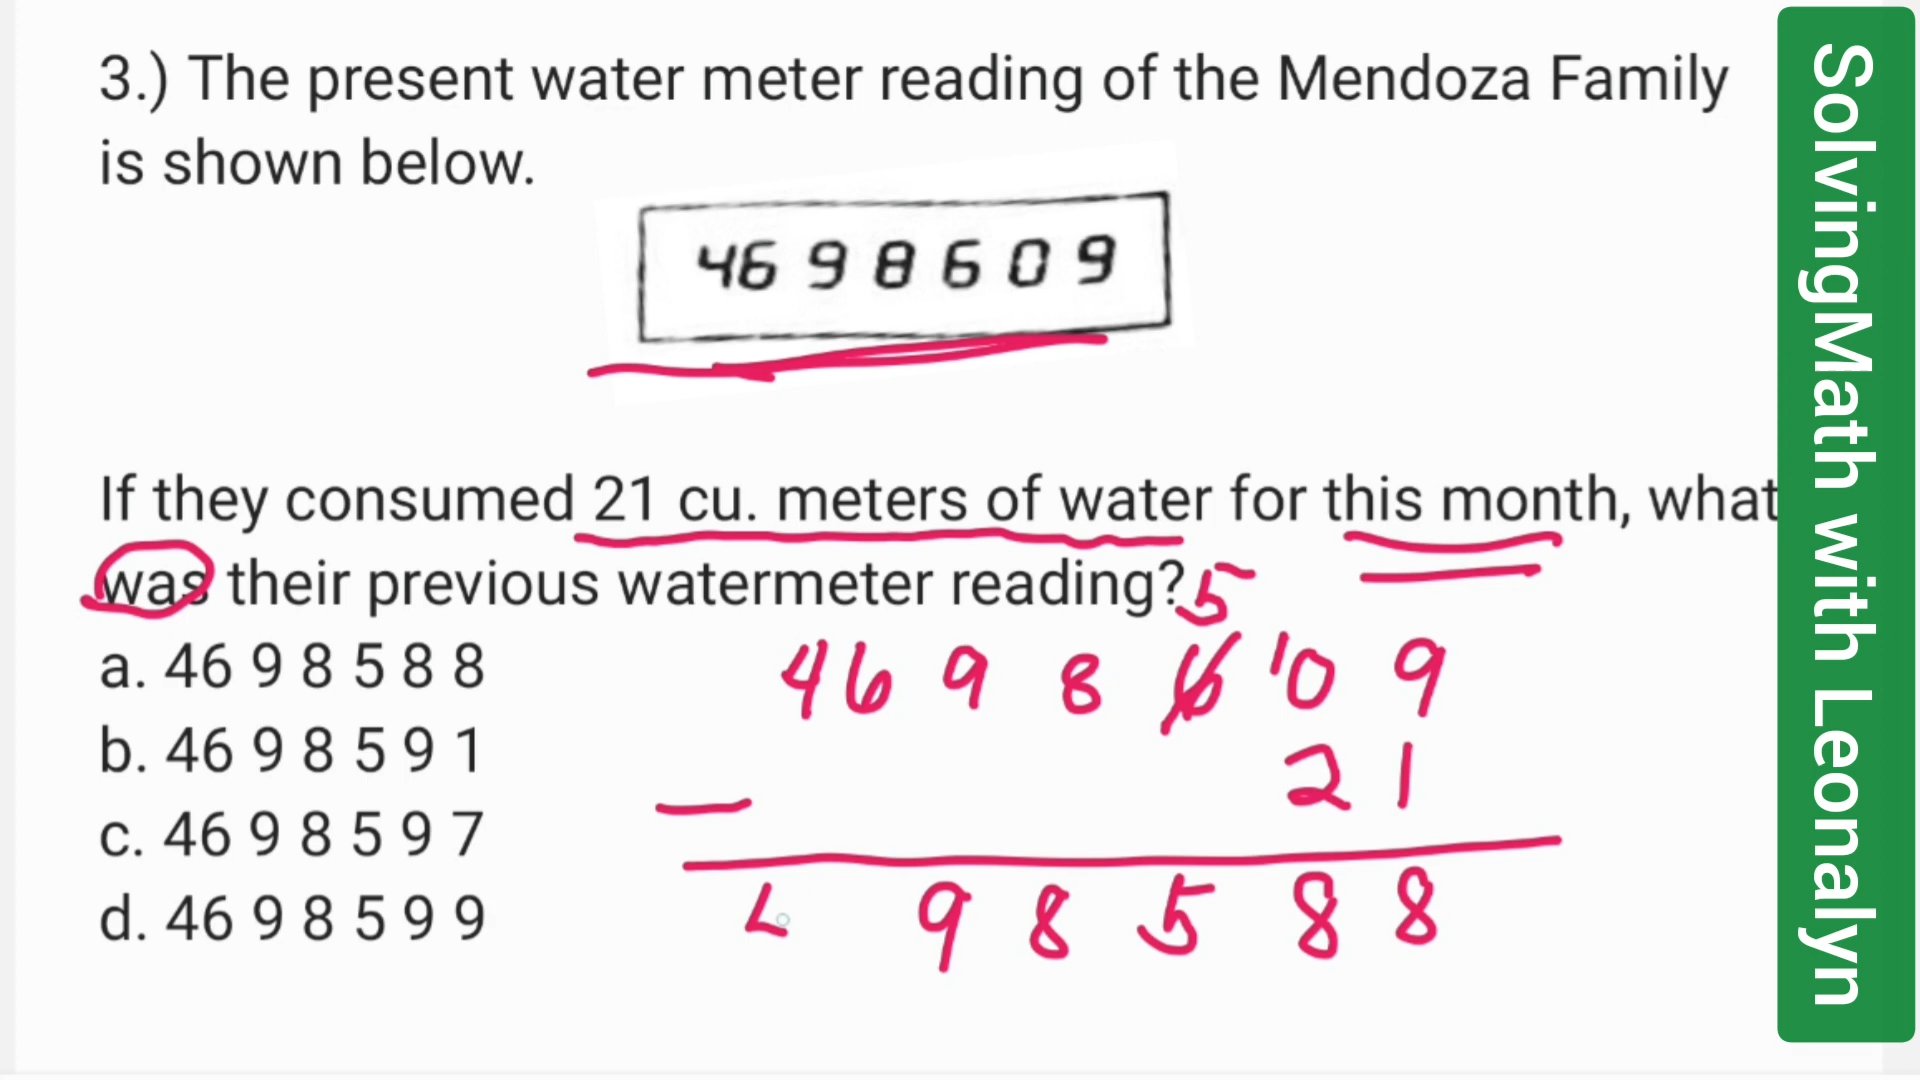 3.) The present water meter reading of the Mendoza Family
is shown below.
46 9 8 6 0 9
If they consumed 21 cu. meters of water for this month, what
was their previous watermeter reading?
5
a. 46 9 8 5 8 8
46 9 8 6 10 9
b. 46 9 8 5 9 1
21
c. 46 9 8 5 9 7
—
d. 46 9 8 5 9 9
9 8 5 8 8
SolvingMath with Leonalyn